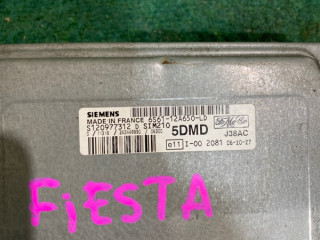 SIEMENS
MADE IN FRANCE 6S61-12A650-LD
S120977312 D SIM210
5DMD
J38AC
e11 I-00 2081 06-10-27
FiESTA